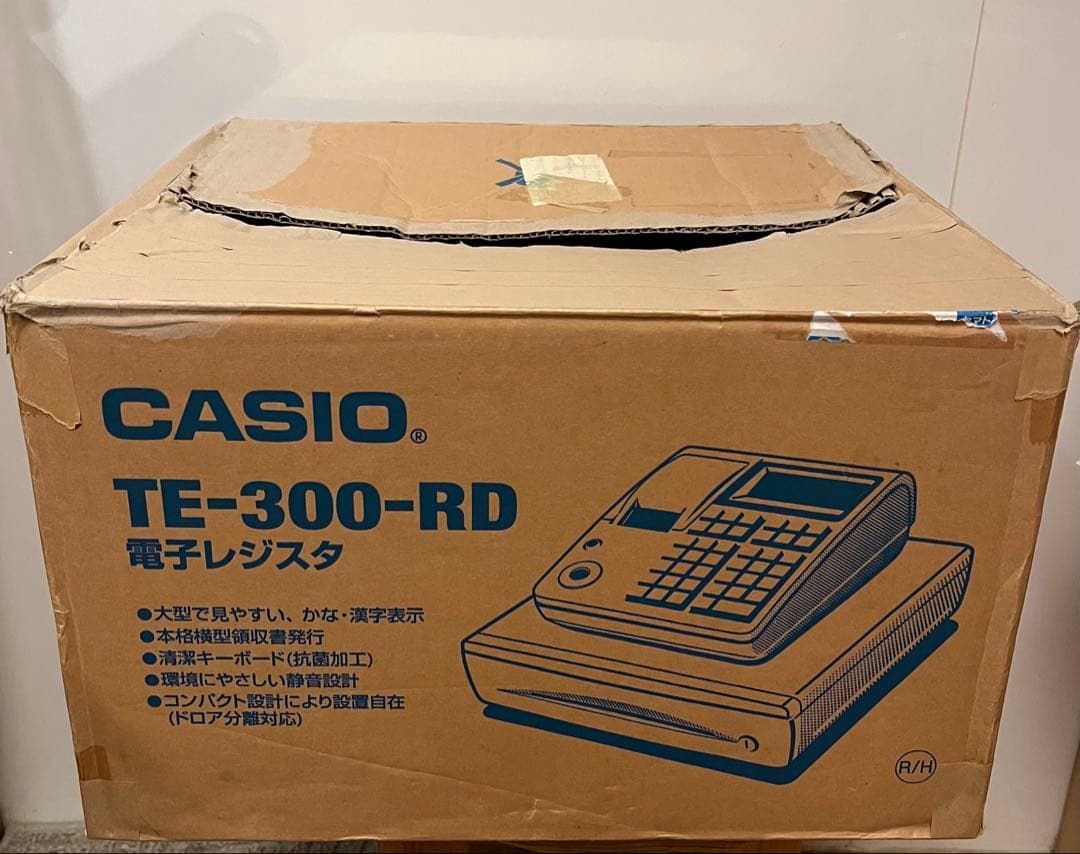 ヤマト
CASIO®
TE-300-RD
電子レジスタ
●大型で見やすい、かな・漢字表示
●本格横型領収書発行
●清潔キーボード(抗菌加工)
●環境にやさしい静音設計
●コンパクト設計により設置自在
(ドロア分離対応)
R/H